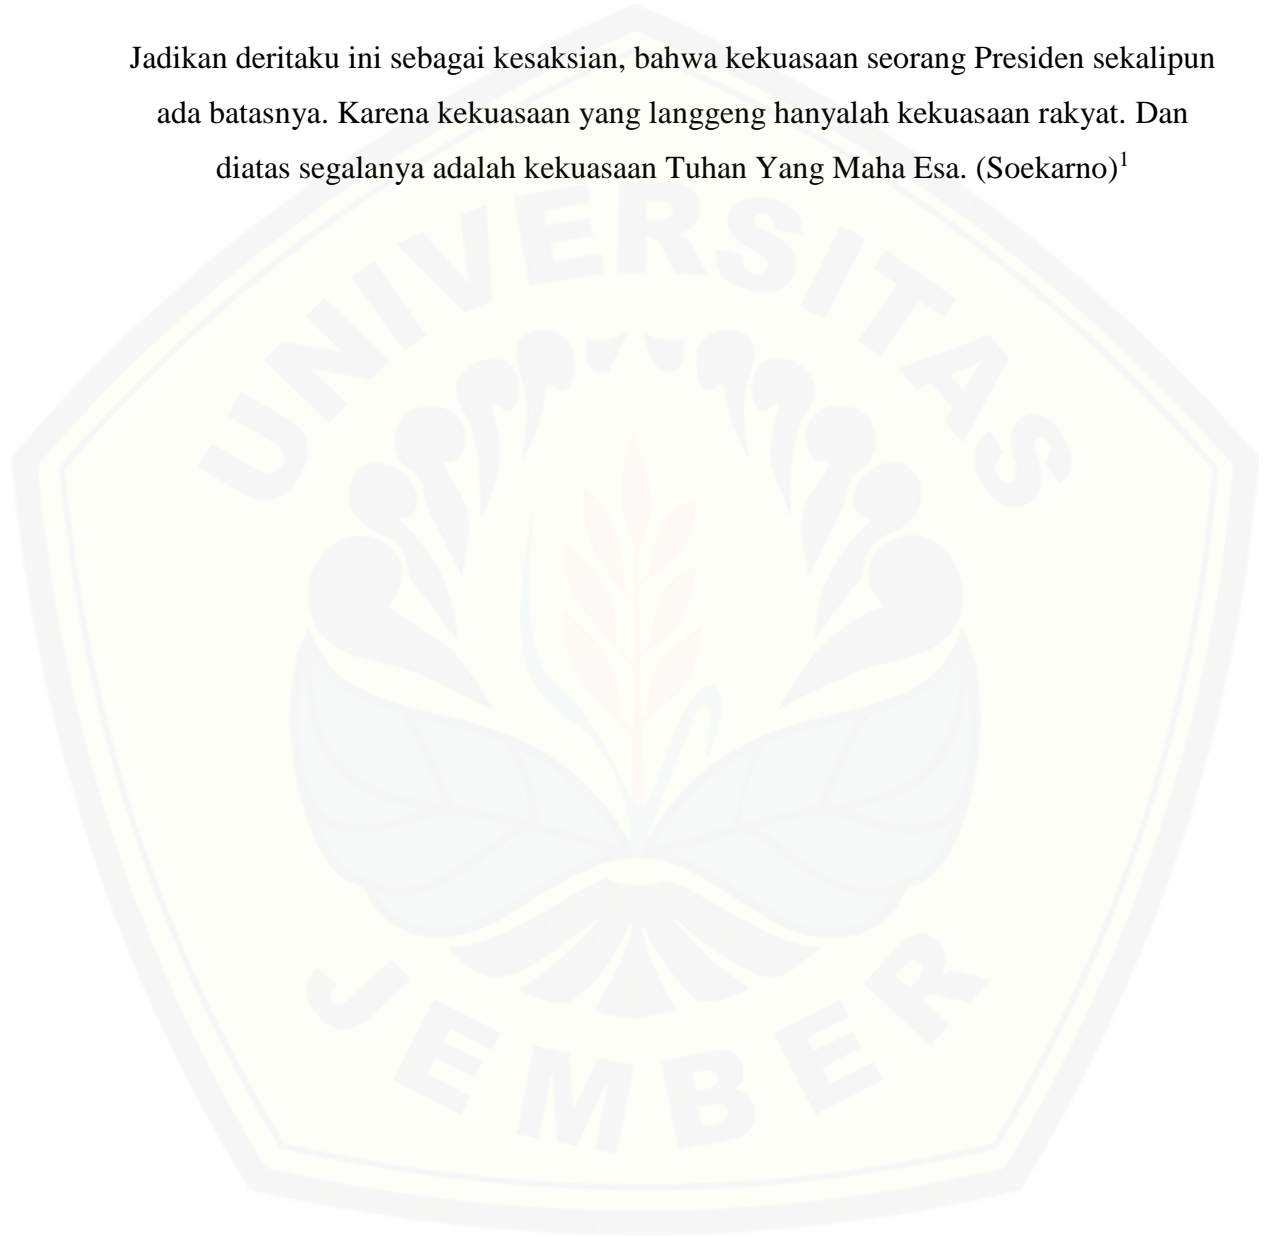 Jadikan deritaku ini sebagai kesaksian, bahwa kekuasaan seorang Presiden sekalipun
ada batasnya. Karena kekuasaan yang langgeng hanyalah kekuasaan rakyat. Dan
diatas segalanya adalah kekuasaan Tuhan Yang Maha Esa. (Soekarno)1
UNIVERSITAS
JEMBER